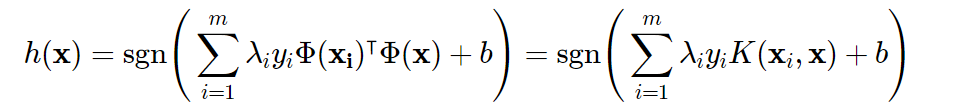 h(𝐱) = sgn( ∑_{i=1}^{m} λ_i y_i Φ(𝐱_𝐢)^⊺ Φ(𝐱) + b ) = sgn( ∑_{i=1}^{m} λ_i y_i K(𝐱_i, 𝐱) + b )